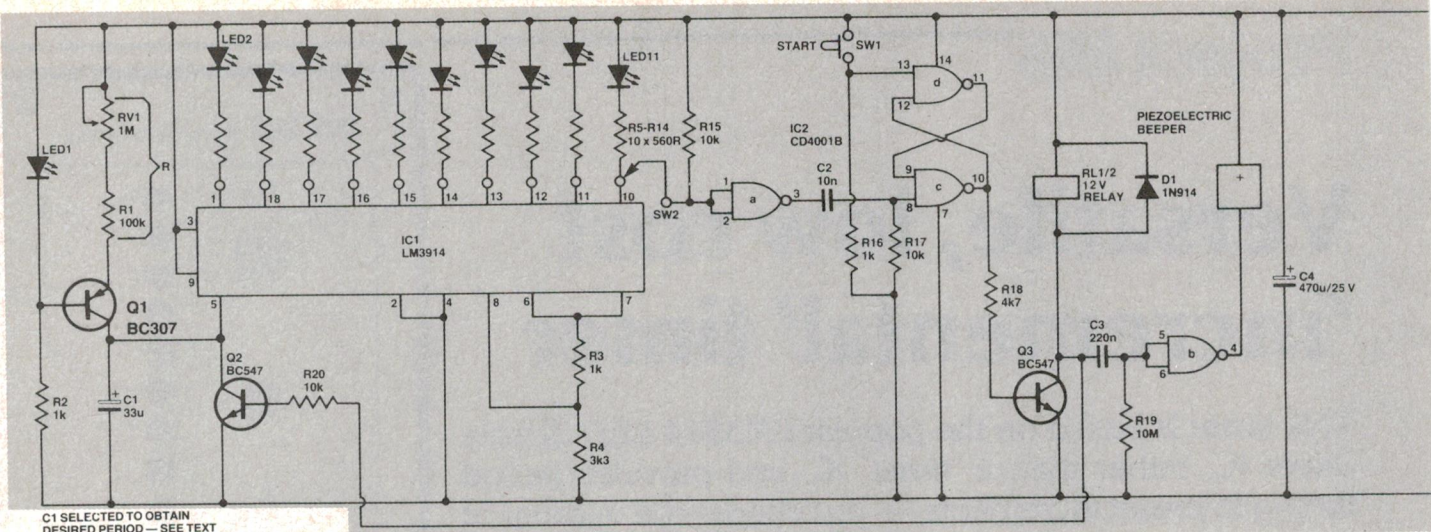 LED2
LED11
LED1
RV1
1M
R
R1
100k
R5-R14
10 x 560R
R15
10k
START
SW1
SW2
1
18
17
16
15
14
13
12
11
10
3
9
IC1
LM3914
5
2
4
8
6
7
Q1
BC307
R2
1k
C1
33u
Q2
BC547
R20
10k
R3
1k
R4
3k3
1
2
a
3
C2
10n
IC2
CD4001B
13
12
14
d
11
9
8
c
10
7
R16
1k
R17
10k
R18
4k7
PIEZOELECTRIC
BEEPER
RL1/2
12 V
RELAY
D1
1N914
+
Q3
BC547
C3
220n
5
6
b
4
R19
10M
+
C4
470u/25 V
+
C1 SELECTED TO OBTAIN
DESIRED PERIOD — SEE TEXT